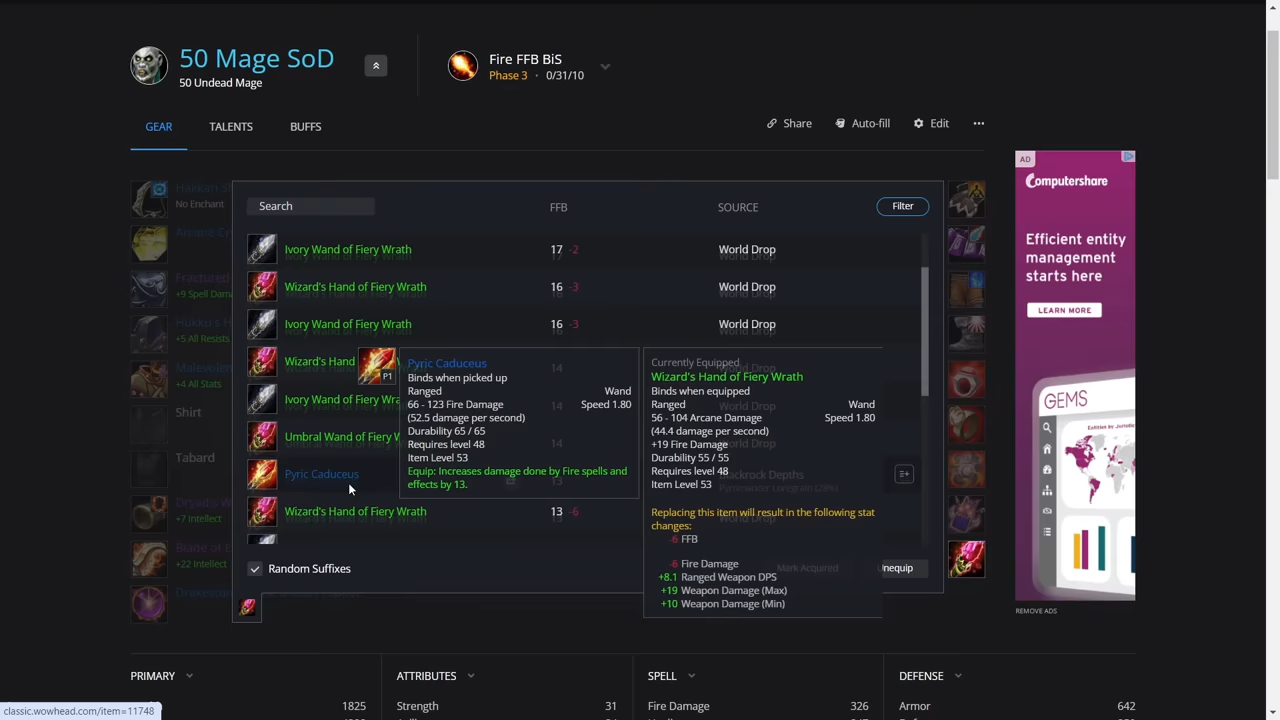 50 Mage SoD
50 Undead Mage
Fire FFB BiS
Phase 3 • 0/31/10
GEAR
TALENTS
BUFFS
Share
Auto-fill
Edit
No Enchant
+9 Spell Dam
+5 All Resists
+4 All Stats
Shirt
Tabard
+7 Intellect
+22 Intellect
Search
FFB
SOURCE
Filter
Ivory Wand of Fiery Wrath 17 -2 World Drop
Wizard's Hand of Fiery Wrath 16 -3 World Drop
Ivory Wand of Fiery Wrath 16 -3 World Drop
Wizard's Hand
Ivory Wand of Fiery Wra
Umbral Wand of Fiery W
Pyric Caduceus
Wizard's Hand of Fiery Wrath 13 -6
P1
Pyric Caduceus
Binds when picked up
Ranged Wand
66 - 123 Fire Damage Speed 1.80
(52.5 damage per second)
Durability 65 / 65
Requires level 48
Item Level 53
Equip: Increases damage done by Fire spells and
effects by 13.
Currently Equipped
Wizard's Hand of Fiery Wrath
Binds when equipped
Ranged Wand
56 - 104 Arcane Damage Speed 1.80
(44.4 damage per second)
+19 Fire Damage
Durability 55 / 55
Requires level 48
Item Level 53
Replacing this item will result in the following stat
changes:
-6 FFB
-6 Fire Damage
+8.1 Ranged Weapon DPS
+19 Weapon Damage (Max)
+10 Weapon Damage (Min)
Random Suffixes
Mark Acquired
Unequip
AD
Computershare
Efficient entity
management
starts here
LEARN MORE
GEMS
REMOVE ADS
PRIMARY
1825
ATTRIBUTES
Strength 31
SPELL
Fire Damage 326
DEFENSE
Armor 642
classic.wowhead.com/item=11748